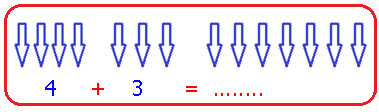 4 + 3 = ........